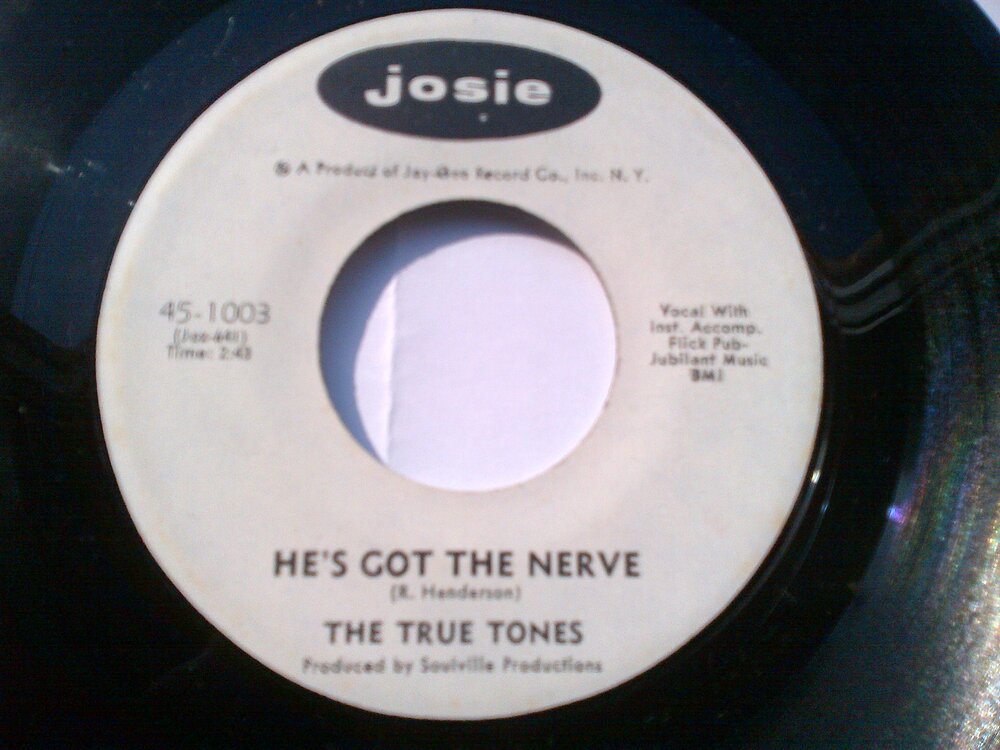 josie
® A Product of Jay-Gee Record Co., Inc. N. Y.
45-1003
Time: 2:43
Vocal With
Inst. Accomp.
Flick Pub-
Jubilant Music
BMI
HE'S GOT THE NERVE
(R. Henderson)
THE TRUE TONES
Produced by Soulville Productions